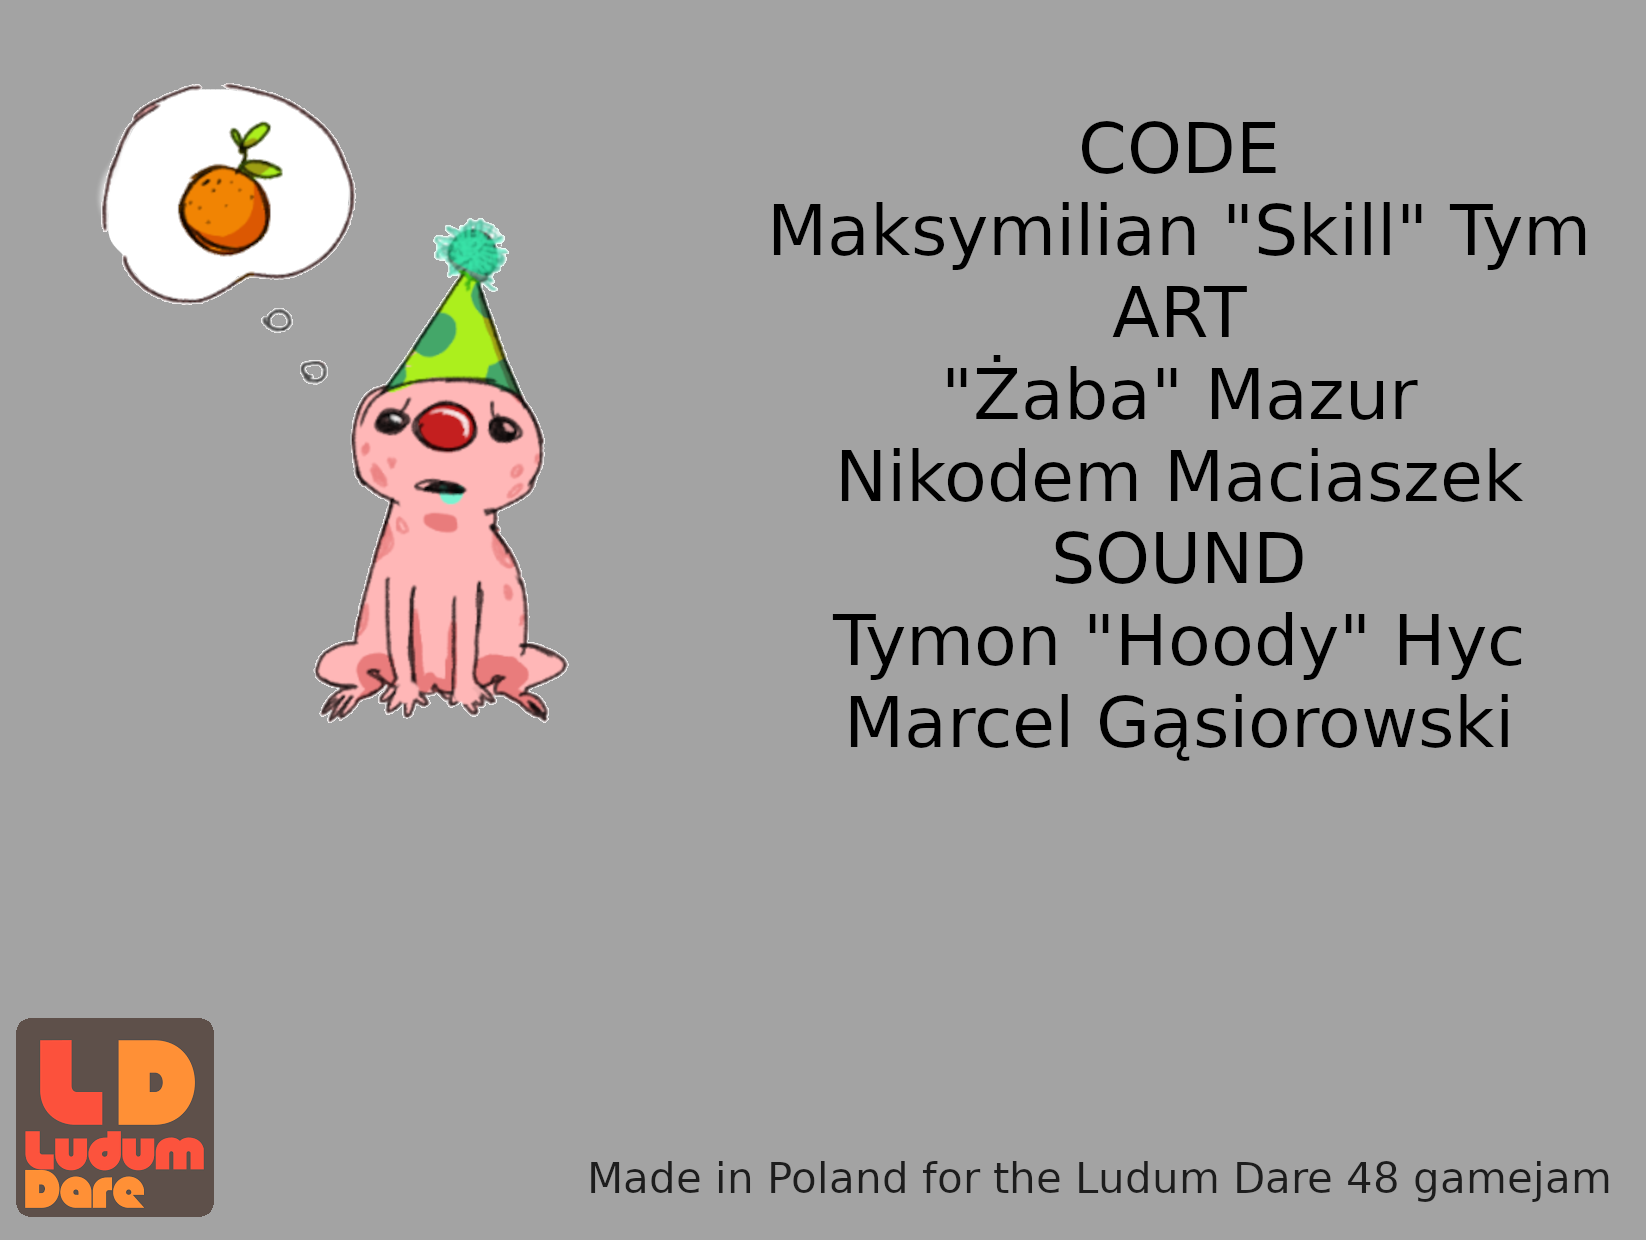 CODE
Maksymilian "Skill" Tym
ART
"Żaba" Mazur
Nikodem Maciaszek
SOUND
Tymon "Hoody" Hyc
Marcel Gąsiorowski
LD
Ludum
Dare
Made in Poland for the Ludum Dare 48 gamejam